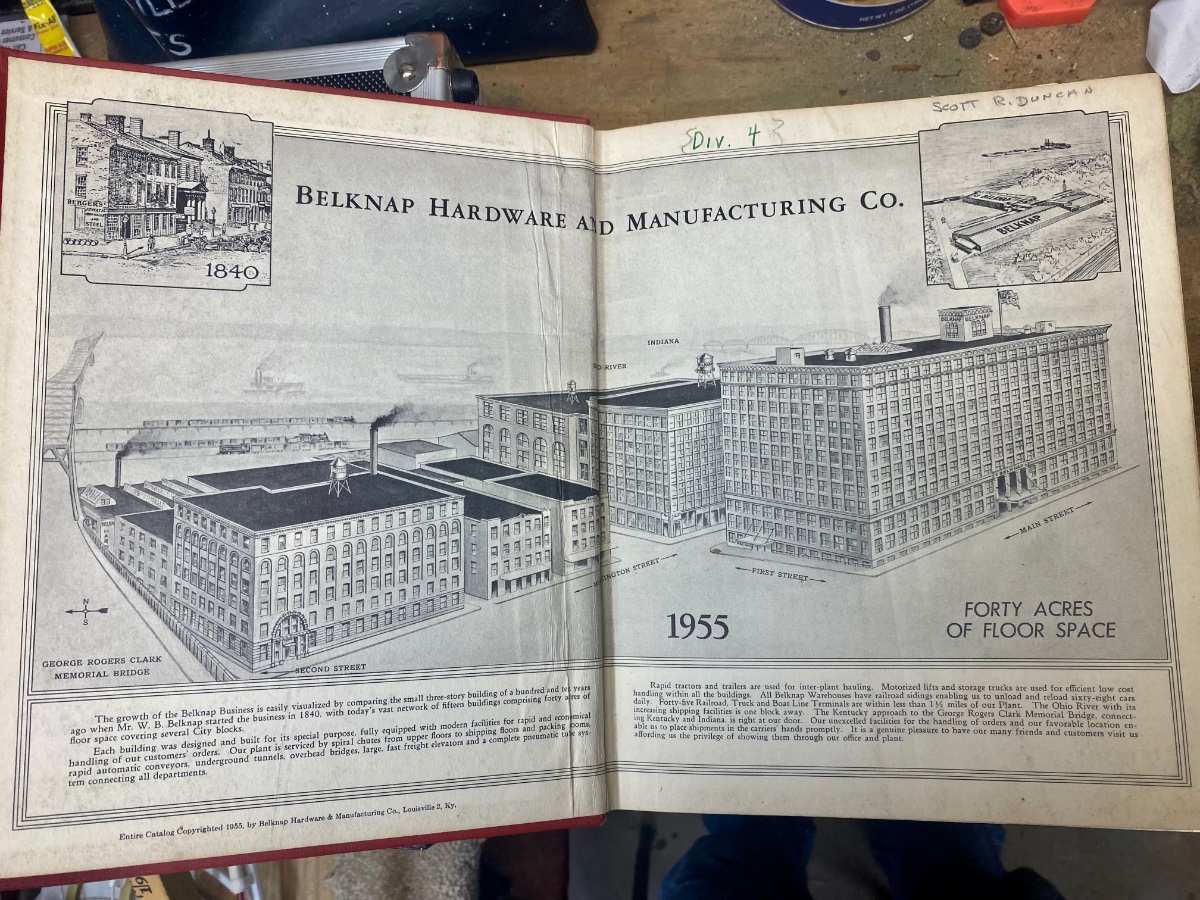 SCOTT R. DUNCAN
Div. 4
BELKNAP HARDWARE AND MANUFACTURING CO.
1840
BELKNAP
INDIANA
RIVER
BELKNAP BELKNAP
MAIN STREET
FIRST STREET
INGTON STREET
SECOND STREET
N
S
GEORGE ROGERS CLARK
MEMORIAL BRIDGE
1955
FORTY ACRES
OF FLOOR SPACE
The growth of the Belknap Business is easily visualized by comparing the small three-story building of a hundred and ten years
ago when Mr. W. B. Belknap started the business in 1840, with today's vast network of fifteen buildings comprising forty acres of
floor space covering several City blocks.
Each building was designed and built for its special purpose, fully equipped with modern facilities for rapid and economical
handling of our customers' orders. Our plant is serviced by spiral chutes from upper floors to shipping floors and packing rooms,
rapid automatic conveyors, underground tunnels, overhead bridges, large, fast freight elevators and a complete pneumatic tube sys-
tem connecting all departments.
Entire Catalog Copyrighted 1955, by Belknap Hardware & Manufacturing Co., Louisville 2, Ky.
Rapid tractors and trailers are used for inter-plant hauling. Motorized lifts and storage trucks are used for efficient low cost
handling within all the buildings. All Belknap Warehouses have railroad sidings enabling us to unload and reload sixty-eight cars
daily. Forty-five Railroad, Truck and Boat Line Terminals are within less than 1½ miles of our Plant. The Ohio River with its
increasing shipping facilities is one block away. The Kentucky approach to the George Rogers Clark Memorial Bridge, connect-
ing Kentucky and Indiana, is right at our door. Our unexcelled facilities for the handling of orders and our favorable location en-
able us to place shipments in the carriers' hands promptly. It is a genuine pleasure to have our many friends and customers visit us
affording us the privilege of showing them through our office and plant.